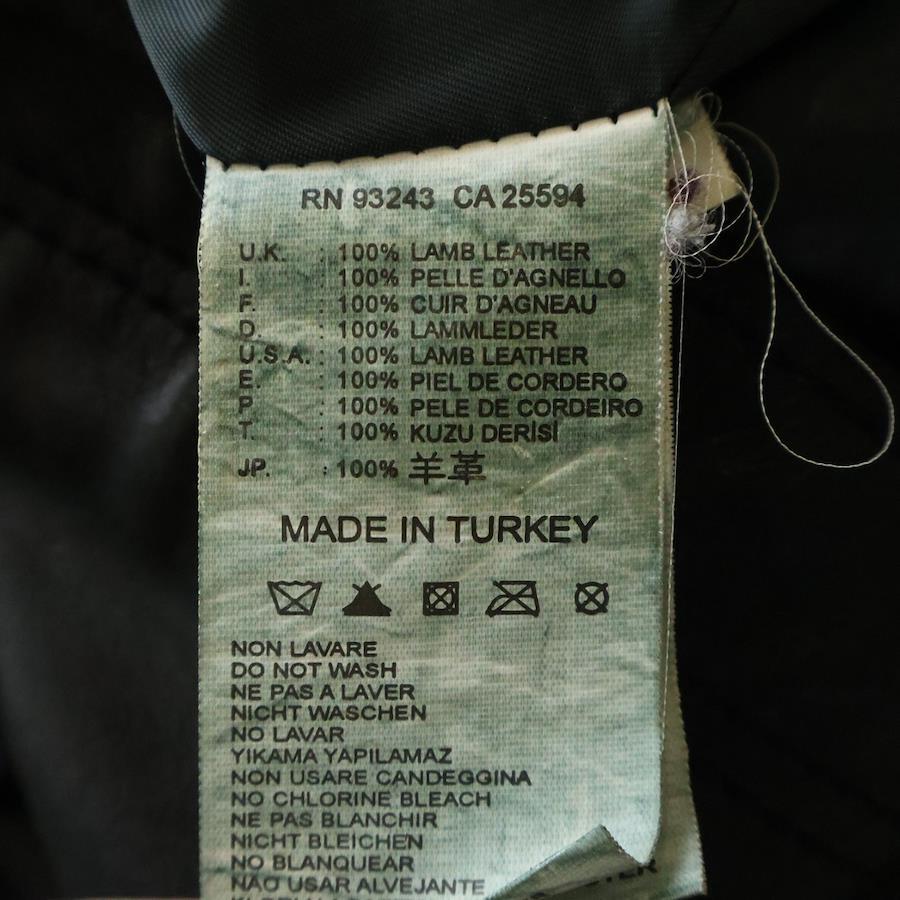 RN 93243 CA 25594
U.K. : 100% LAMB LEATHER
I. : 100% PELLE D'AGNELLO
F. : 100% CUIR D'AGNEAU
D. : 100% LAMMLEDER
U.S.A. : 100% LAMB LEATHER
E. : 100% PIEL DE CORDERO
P. : 100% PELE DE CORDEIRO
T. : 100% KUZU DERİSİ
JP. : 100% 羊革
MADE IN TURKEY
NON LAVARE
DO NOT WASH
NE PAS A LAVER
NICHT WASCHEN
NO LAVAR
YIKAMA YAPILAMAZ
NON USARE CANDEGGINA
NO CHLORINE BLEACH
NE PAS BLANCHIR
NICHT BLEICHEN
NO BLANQUEAR
NÃO USAR ALVEJANTE